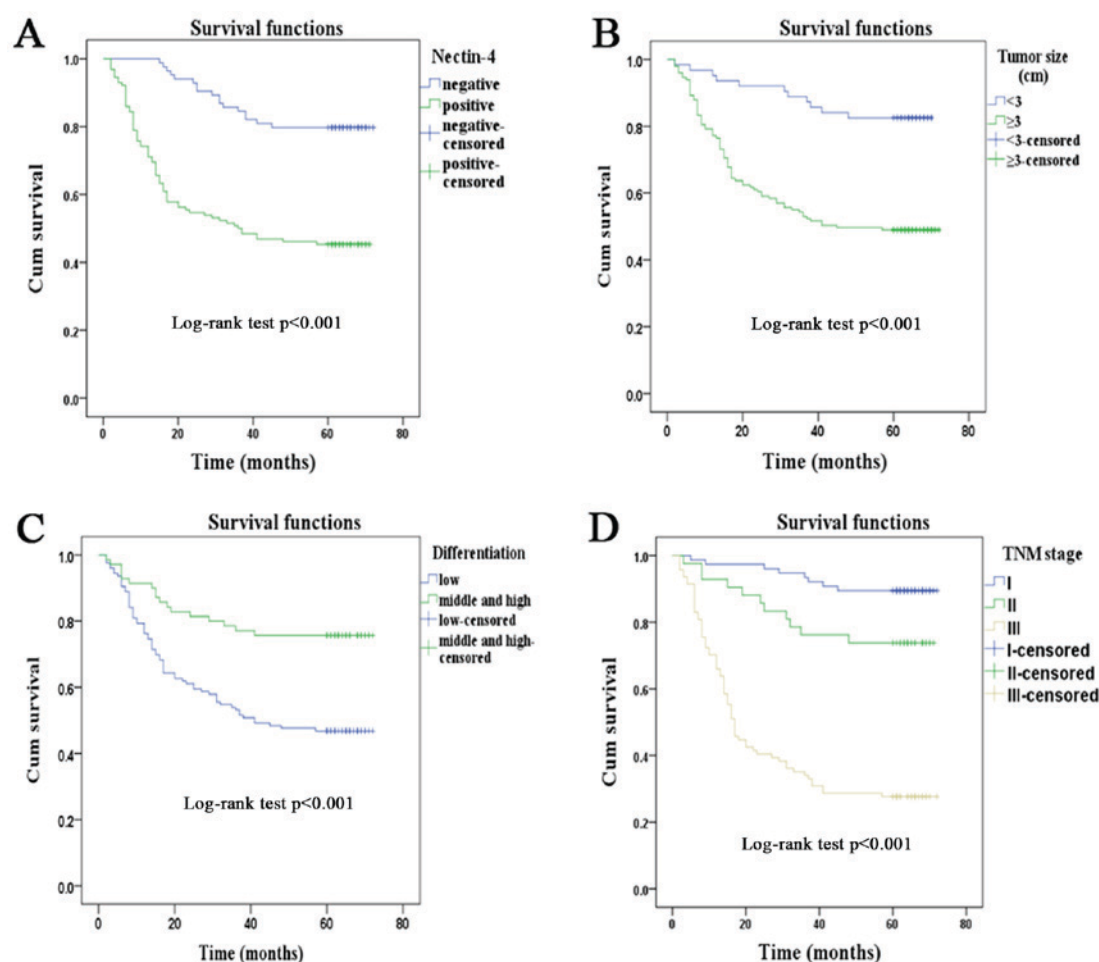 A
Survival functions
Nectin-4
negative
positive
negative-
censored
positive-
censored
Cum survival
1.0
0.8
0.6
0.4
0.2
0.0
Log-rank test p<0.001
0 20 40 60 80
Time (months)
B
Survival functions
Tumor size
(cm)
<3
≥3
<3-censored
≥3-censored
Cum survival
1.0
0.8
0.6
0.4
0.2
0.0
Log-rank test p<0.001
0 20 40 60 80
Time (months)
C
Survival functions
Differentiation
low
middle and high
low-censored
middle and high-
censored
Cum survival
1.0
0.8
0.6
0.4
0.2
0.0
Log-rank test p<0.001
0 20 40 60 80
Time (months)
D
Survival functions
TNM stage
I
II
III
I-censored
II-censored
III-censored
Cum survival
1.0
0.8
0.6
0.4
0.2
0.0
Log-rank test p<0.001
0 20 40 60 80
Time (months)